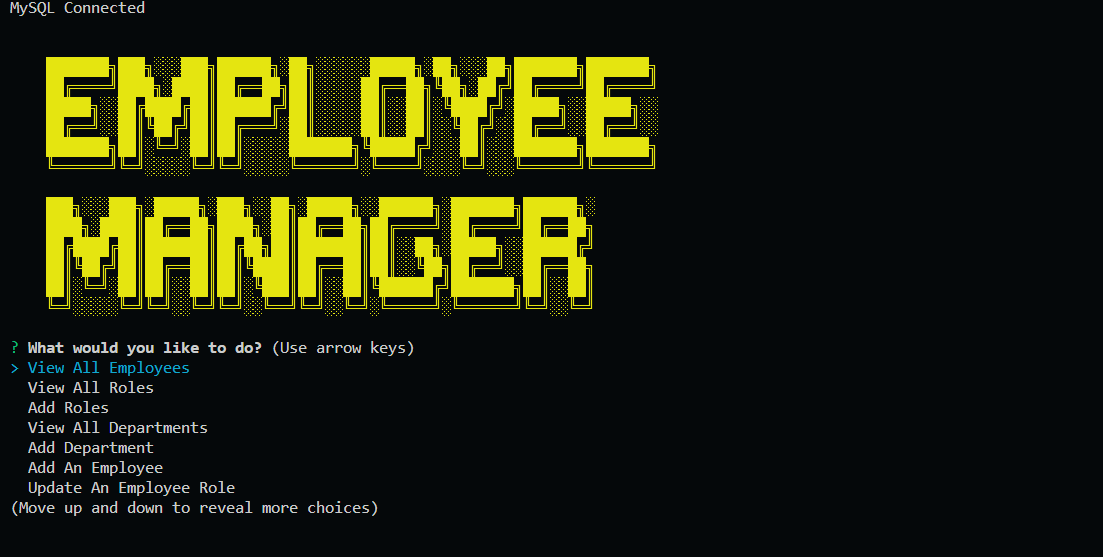 MySQL Connected
EMPLOYEE
MANAGER
? What would you like to do? (Use arrow keys)
> View All Employees
View All Roles
Add Roles
View All Departments
Add Department
Add An Employee
Update An Employee Role
(Move up and down to reveal more choices)